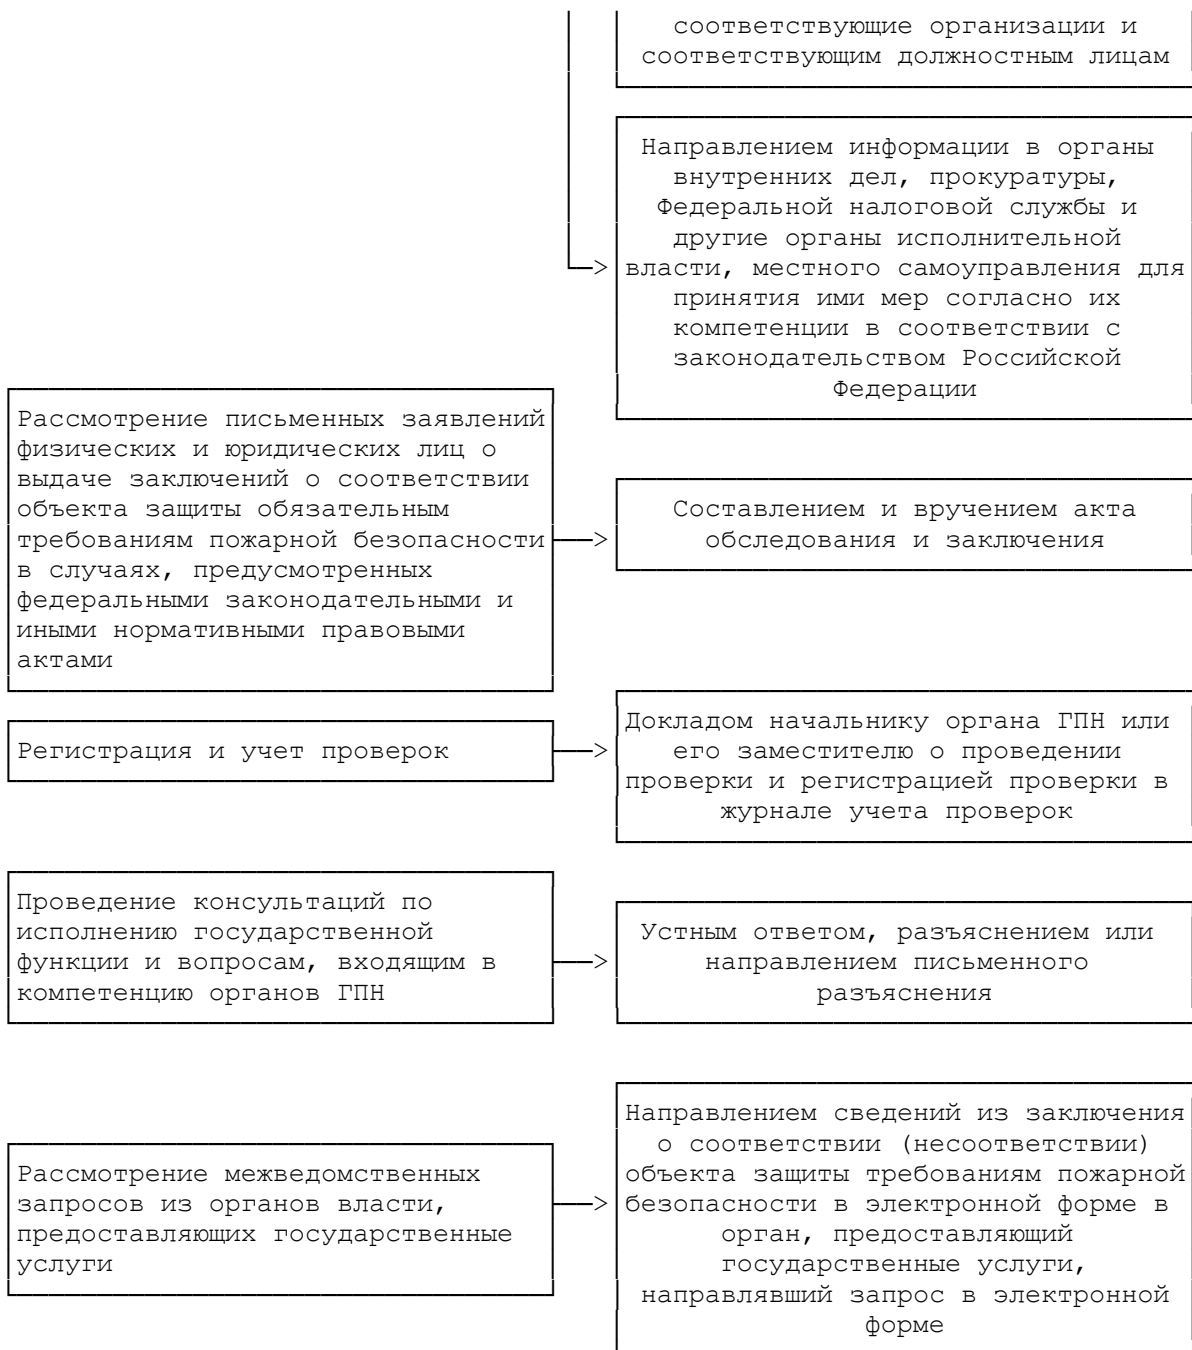 соответствующие организации и
соответствующим должностным лицам
Направлением информации в органы
внутренних дел, прокуратуры,
Федеральной налоговой службы и
другие органы исполнительной
власти, местного самоуправления для
принятия ими мер согласно их
компетенции в соответствии с
законодательством Российской
Федерации
Рассмотрение письменных заявлений
физических и юридических лиц о
выдаче заключений о соответствии
объекта защиты обязательным
требованиям пожарной безопасности
в случаях, предусмотренных
федеральными законодательными и
иными нормативными правовыми
актами
Составлением и вручением акта
обследования и заключения
Регистрация и учет проверок
Докладом начальнику органа ГПН или
его заместителю о проведении
проверки и регистрацией проверки в
журнале учета проверок
Проведение консультаций по
исполнению государственной
функции и вопросам, входящим в
компетенцию органов ГПН
Устным ответом, разъяснением или
направлением письменного
разъяснения
Рассмотрение межведомственных
запросов из органов власти,
предоставляющих государственные
услуги
Направлением сведений из заключения
о соответствии (несоответствии)
объекта защиты требованиям пожарной
безопасности в электронной форме в
орган, предоставляющий
государственные услуги,
направлявший запрос в электронной
форме